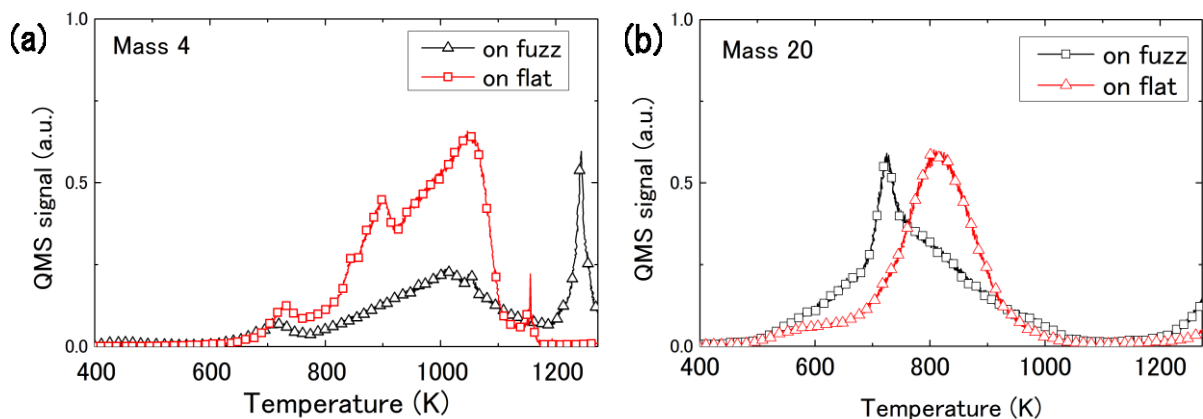 (a)
Mass 4
on fuzz
on flat
1.0
0.5
0.0
QMS signal (a.u.)
400 600 800 1000 1200
Temperature (K)
(b)
Mass 20
on fuzz
on flat
1.0
0.5
0.0
QMS signal (a.u.)
400 600 800 1000 1200
Temperature (K)